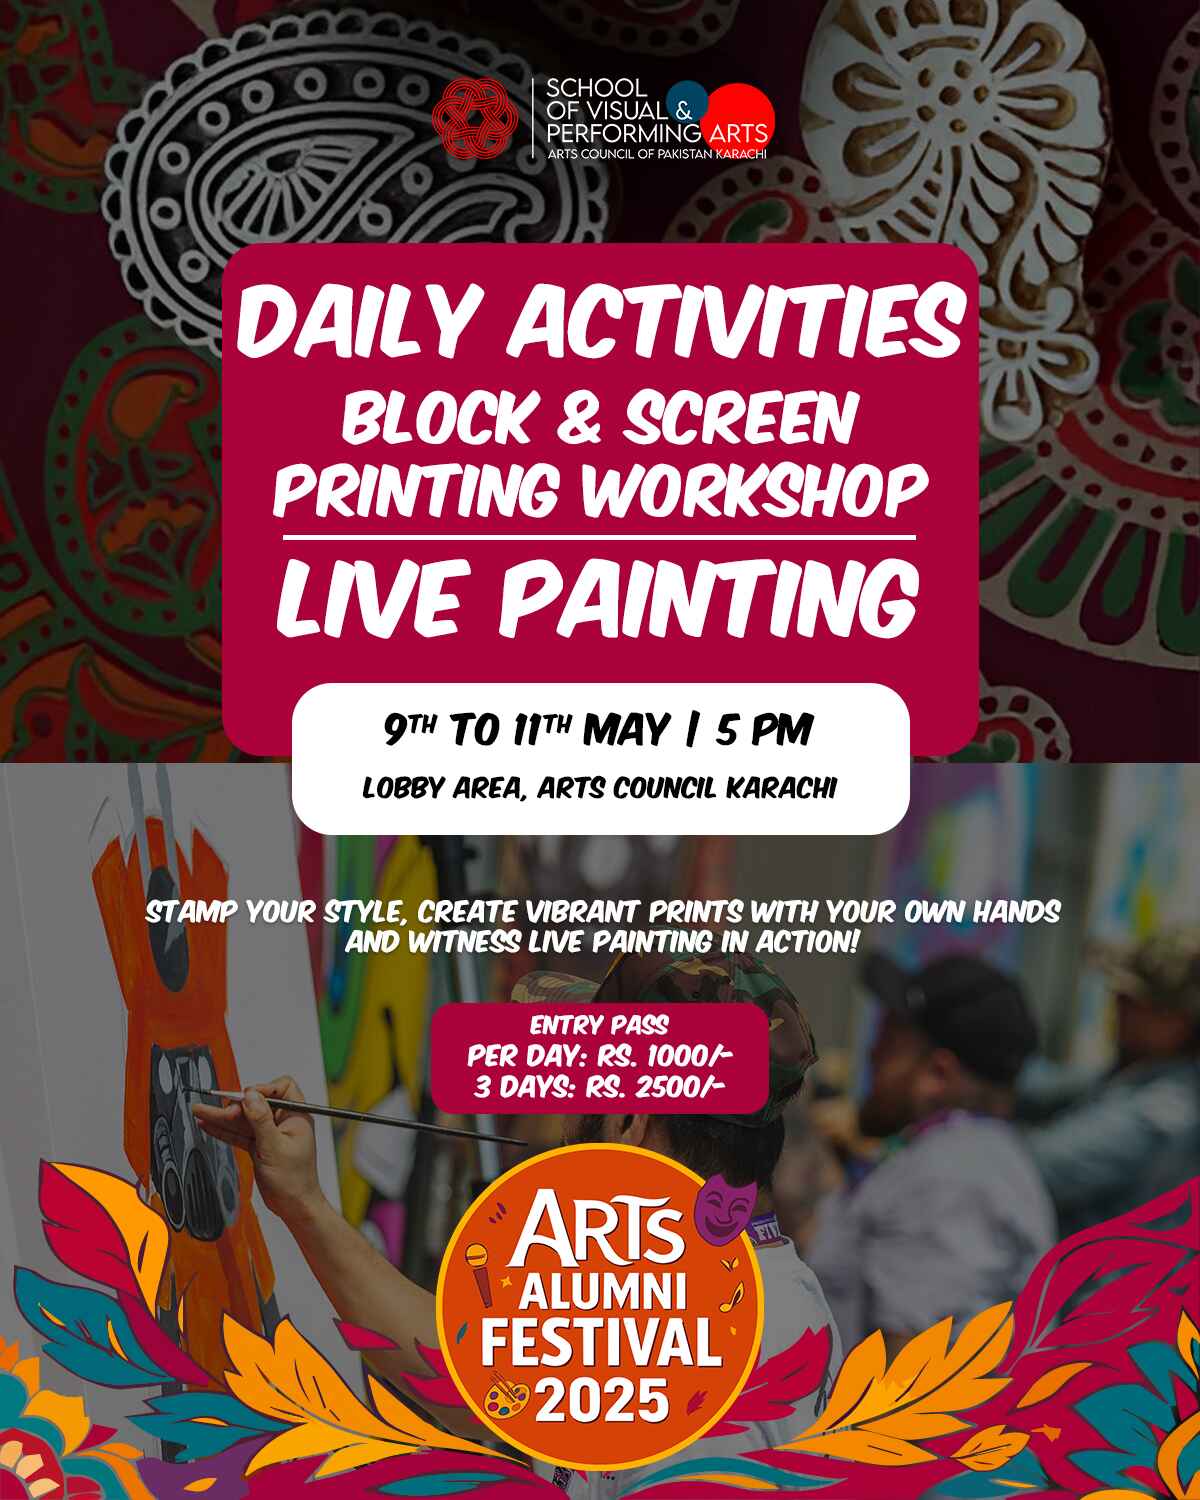 SCHOOL
OF VISUAL &
PERFORMING ARTS
ARTS COUNCIL OF PAKISTAN KARACHI
DAILY ACTIVITIES
BLOCK & SCREEN
PRINTING WORKSHOP
LIVE PAINTING
9TH TO 11TH MAY | 5 PM
LOBBY AREA, ARTS COUNCIL KARACHI
STAMP YOUR STYLE, CREATE VIBRANT PRINTS WITH YOUR OWN HANDS
AND WITNESS LIVE PAINTING IN ACTION!
ENTRY PASS
PER DAY: RS. 1000/-
3 DAYS: RS. 2500/-
ARTS
ALUMNI
FESTIVAL
2025